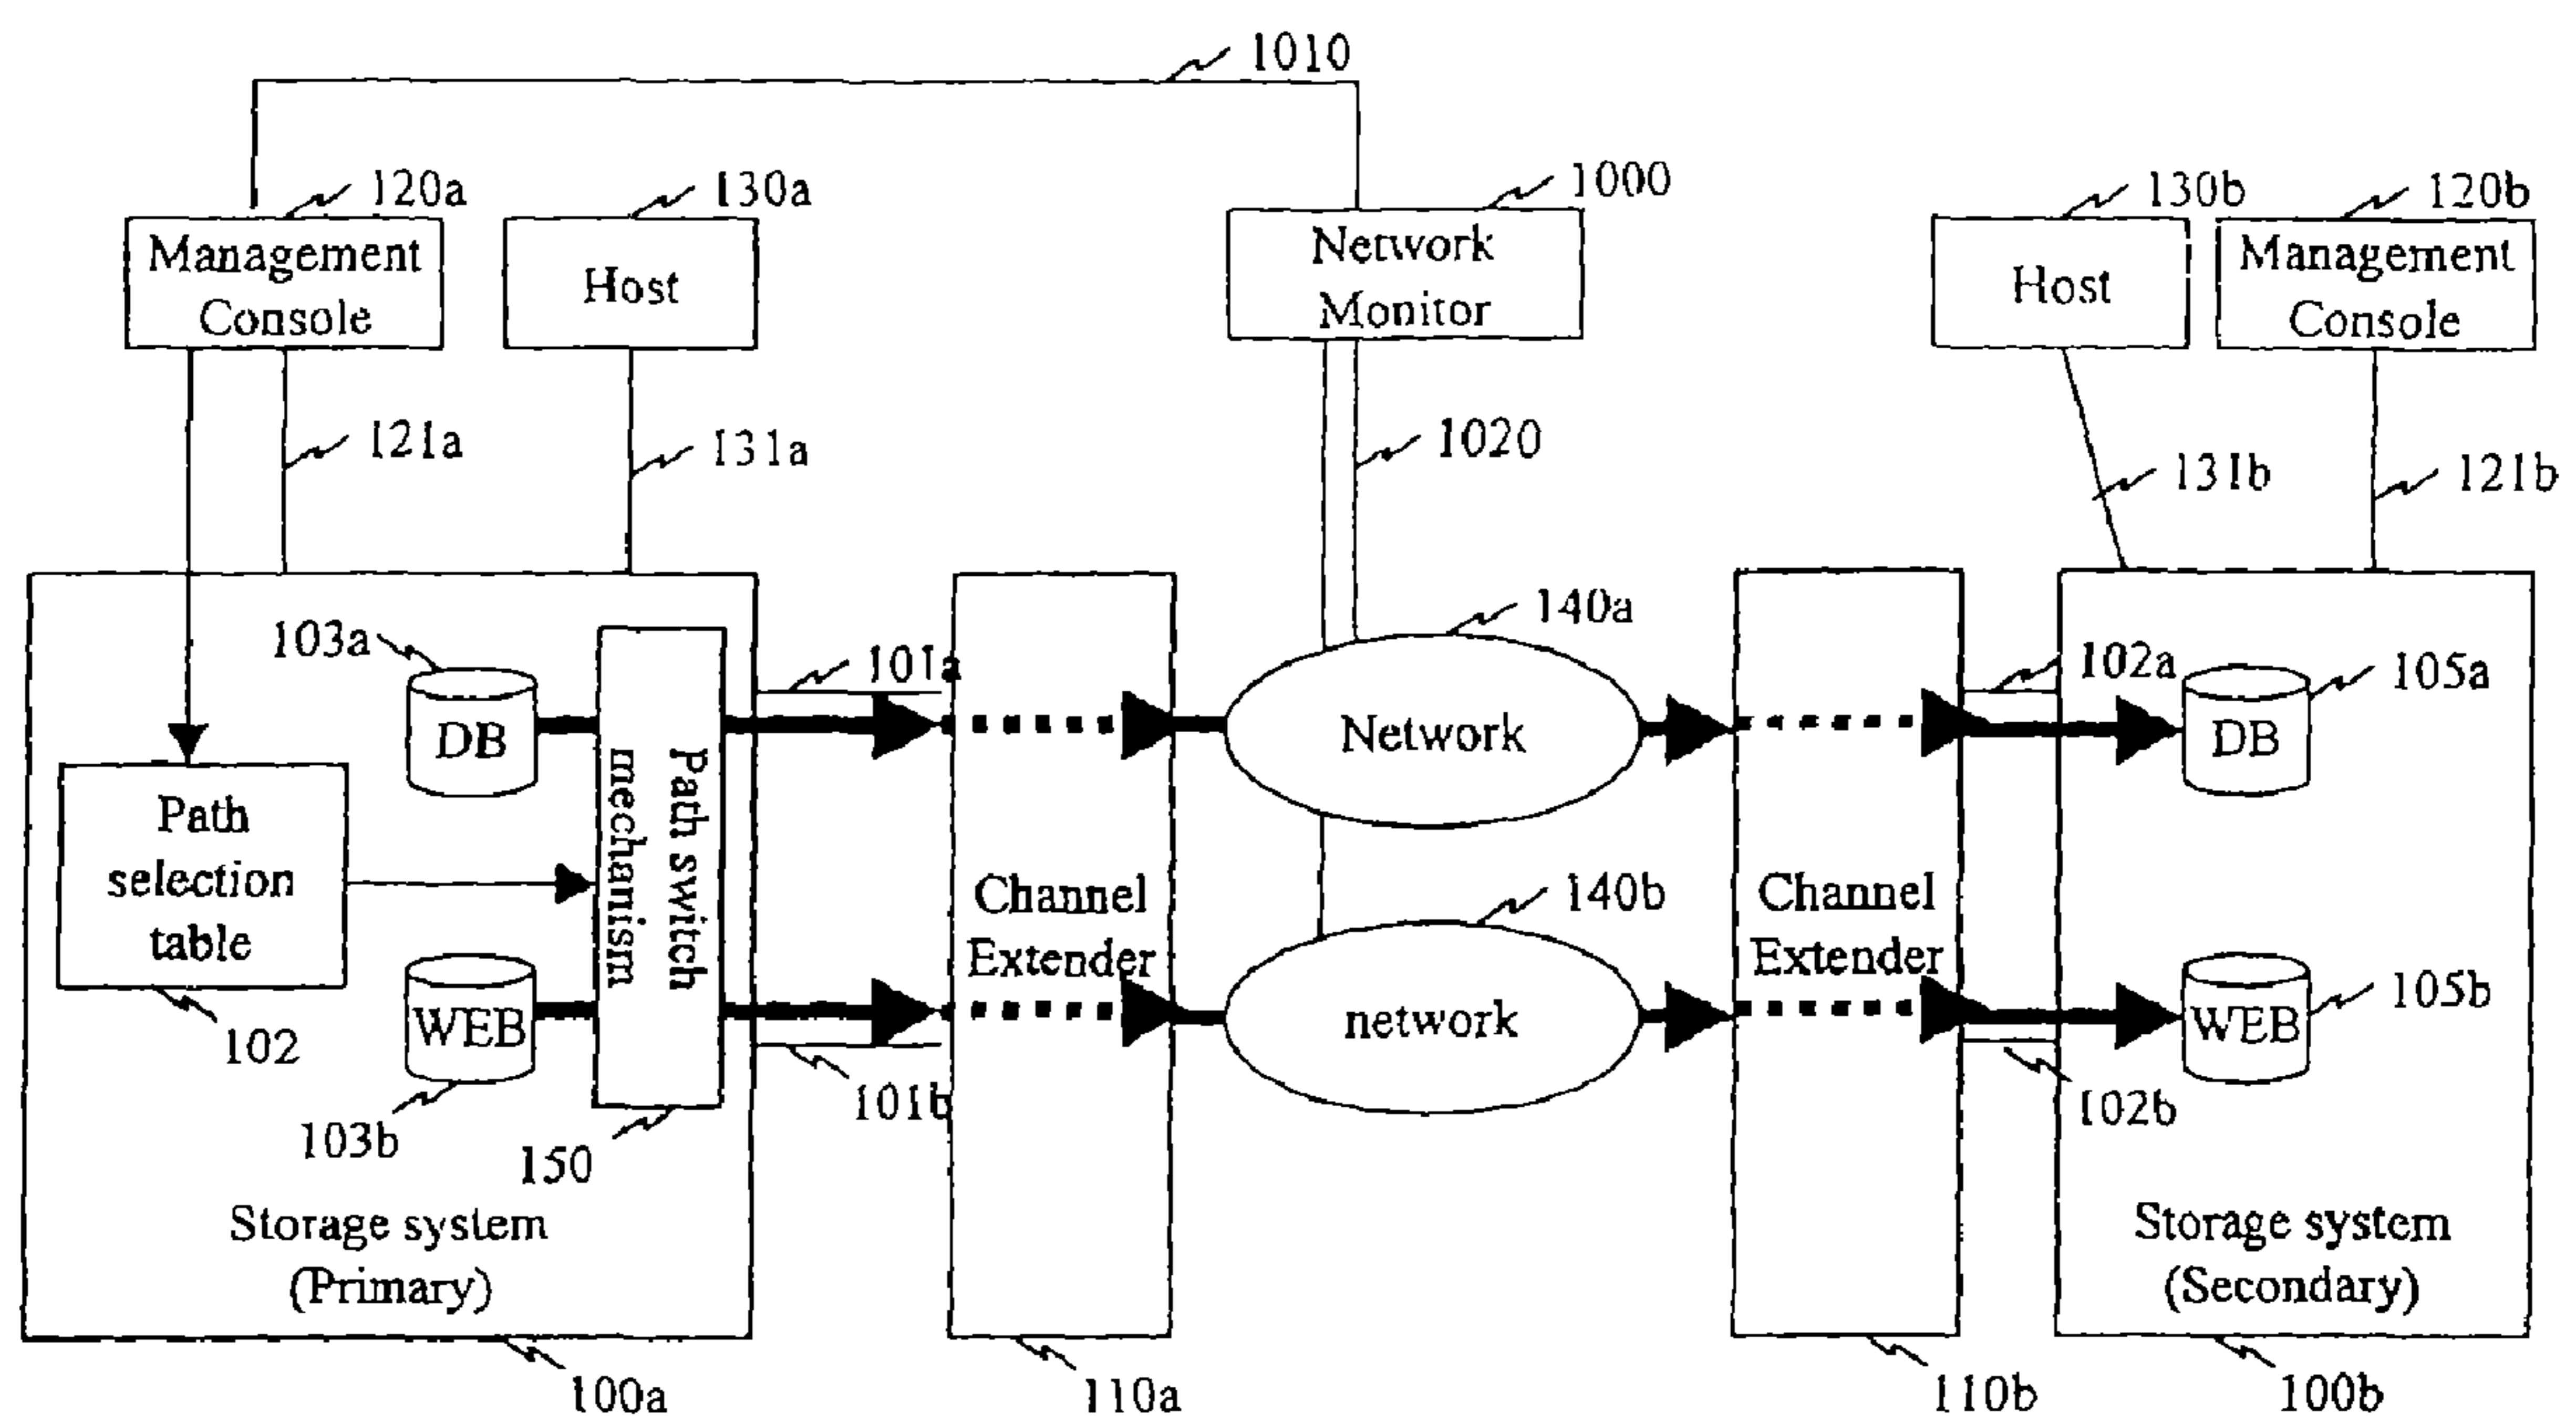 1010
120a
130a
1000
130b
120b
Management
Console
Host
Network
Monitor
Host
Management
Console
121a
131a
1020
131b
121b
103a
101a
140a
102a
105a
DB
Network
DB
Path
selection
table
Path switch
mechanism
Channel
Extender
140b
Channel
Extender
102
WEB
network
WEB
105b
103b
150
101b
102b
Storage system
(Primary)
Storage system
(Secondary)
100a
110a
110b
100b